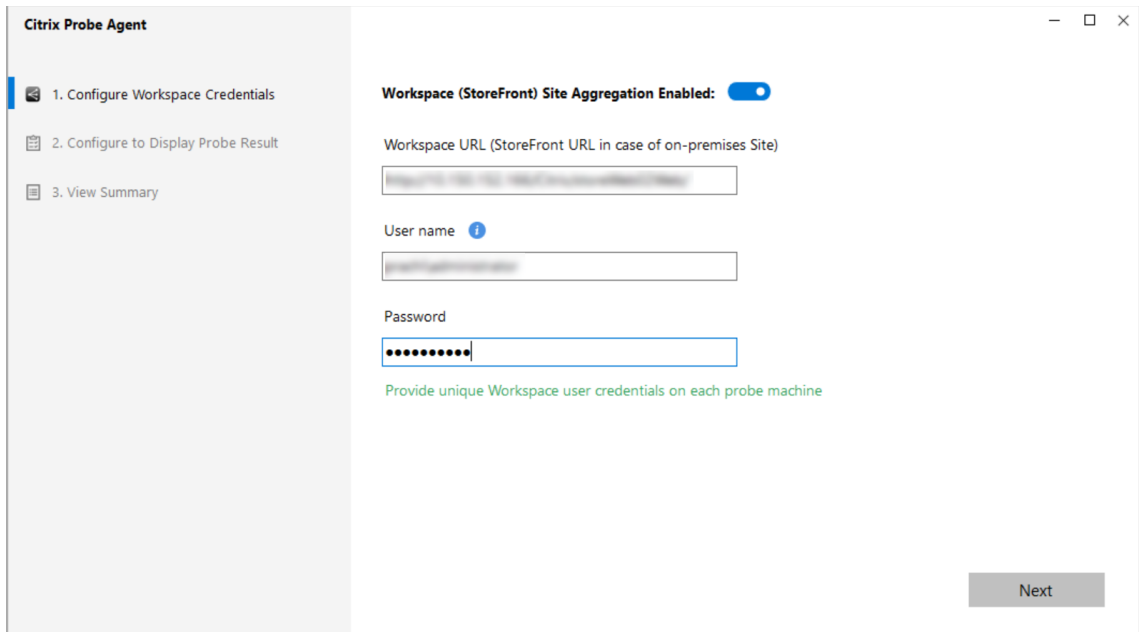 Citrix Probe Agent
1. Configure Workspace Credentials
2. Configure to Display Probe Result
3. View Summary
Workspace (StoreFront) Site Aggregation Enabled:
Workspace URL (StoreFront URL in case of on-premises Site)
User name
Password
Provide unique Workspace user credentials on each probe machine
Next